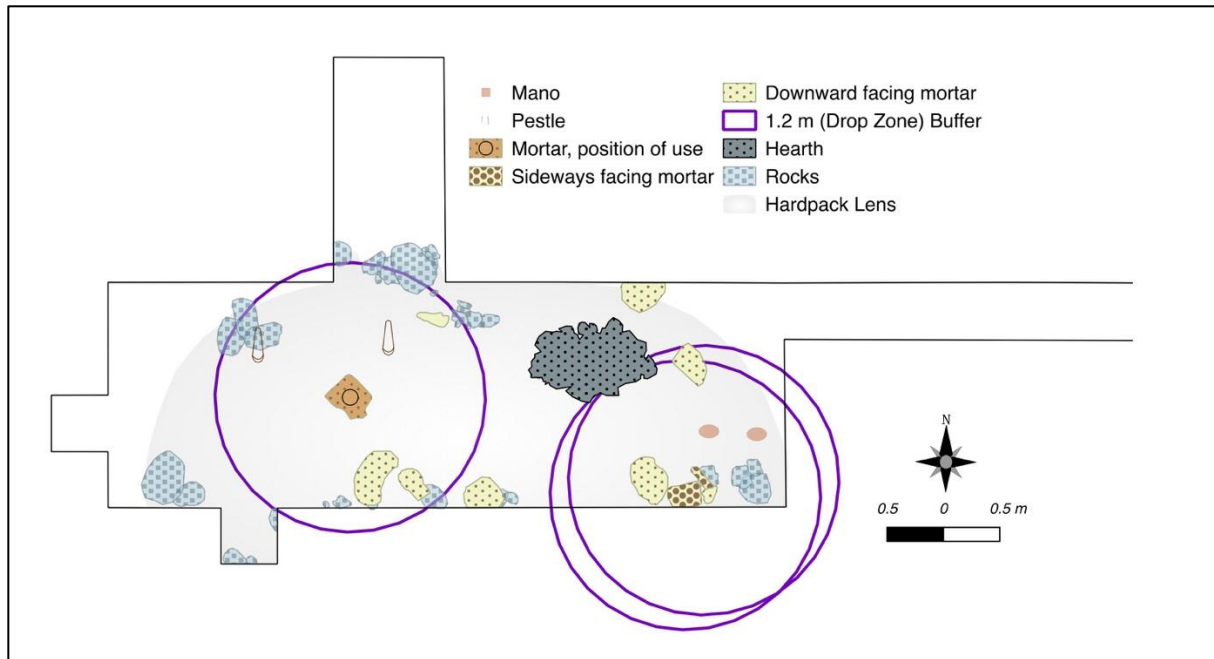 Mano
Pestle
Mortar, position of use
Sideways facing mortar
Downward facing mortar
1.2 m (Drop Zone) Buffer
Hearth
Rocks
Hardpack Lens
N
0.5 0 0.5 m